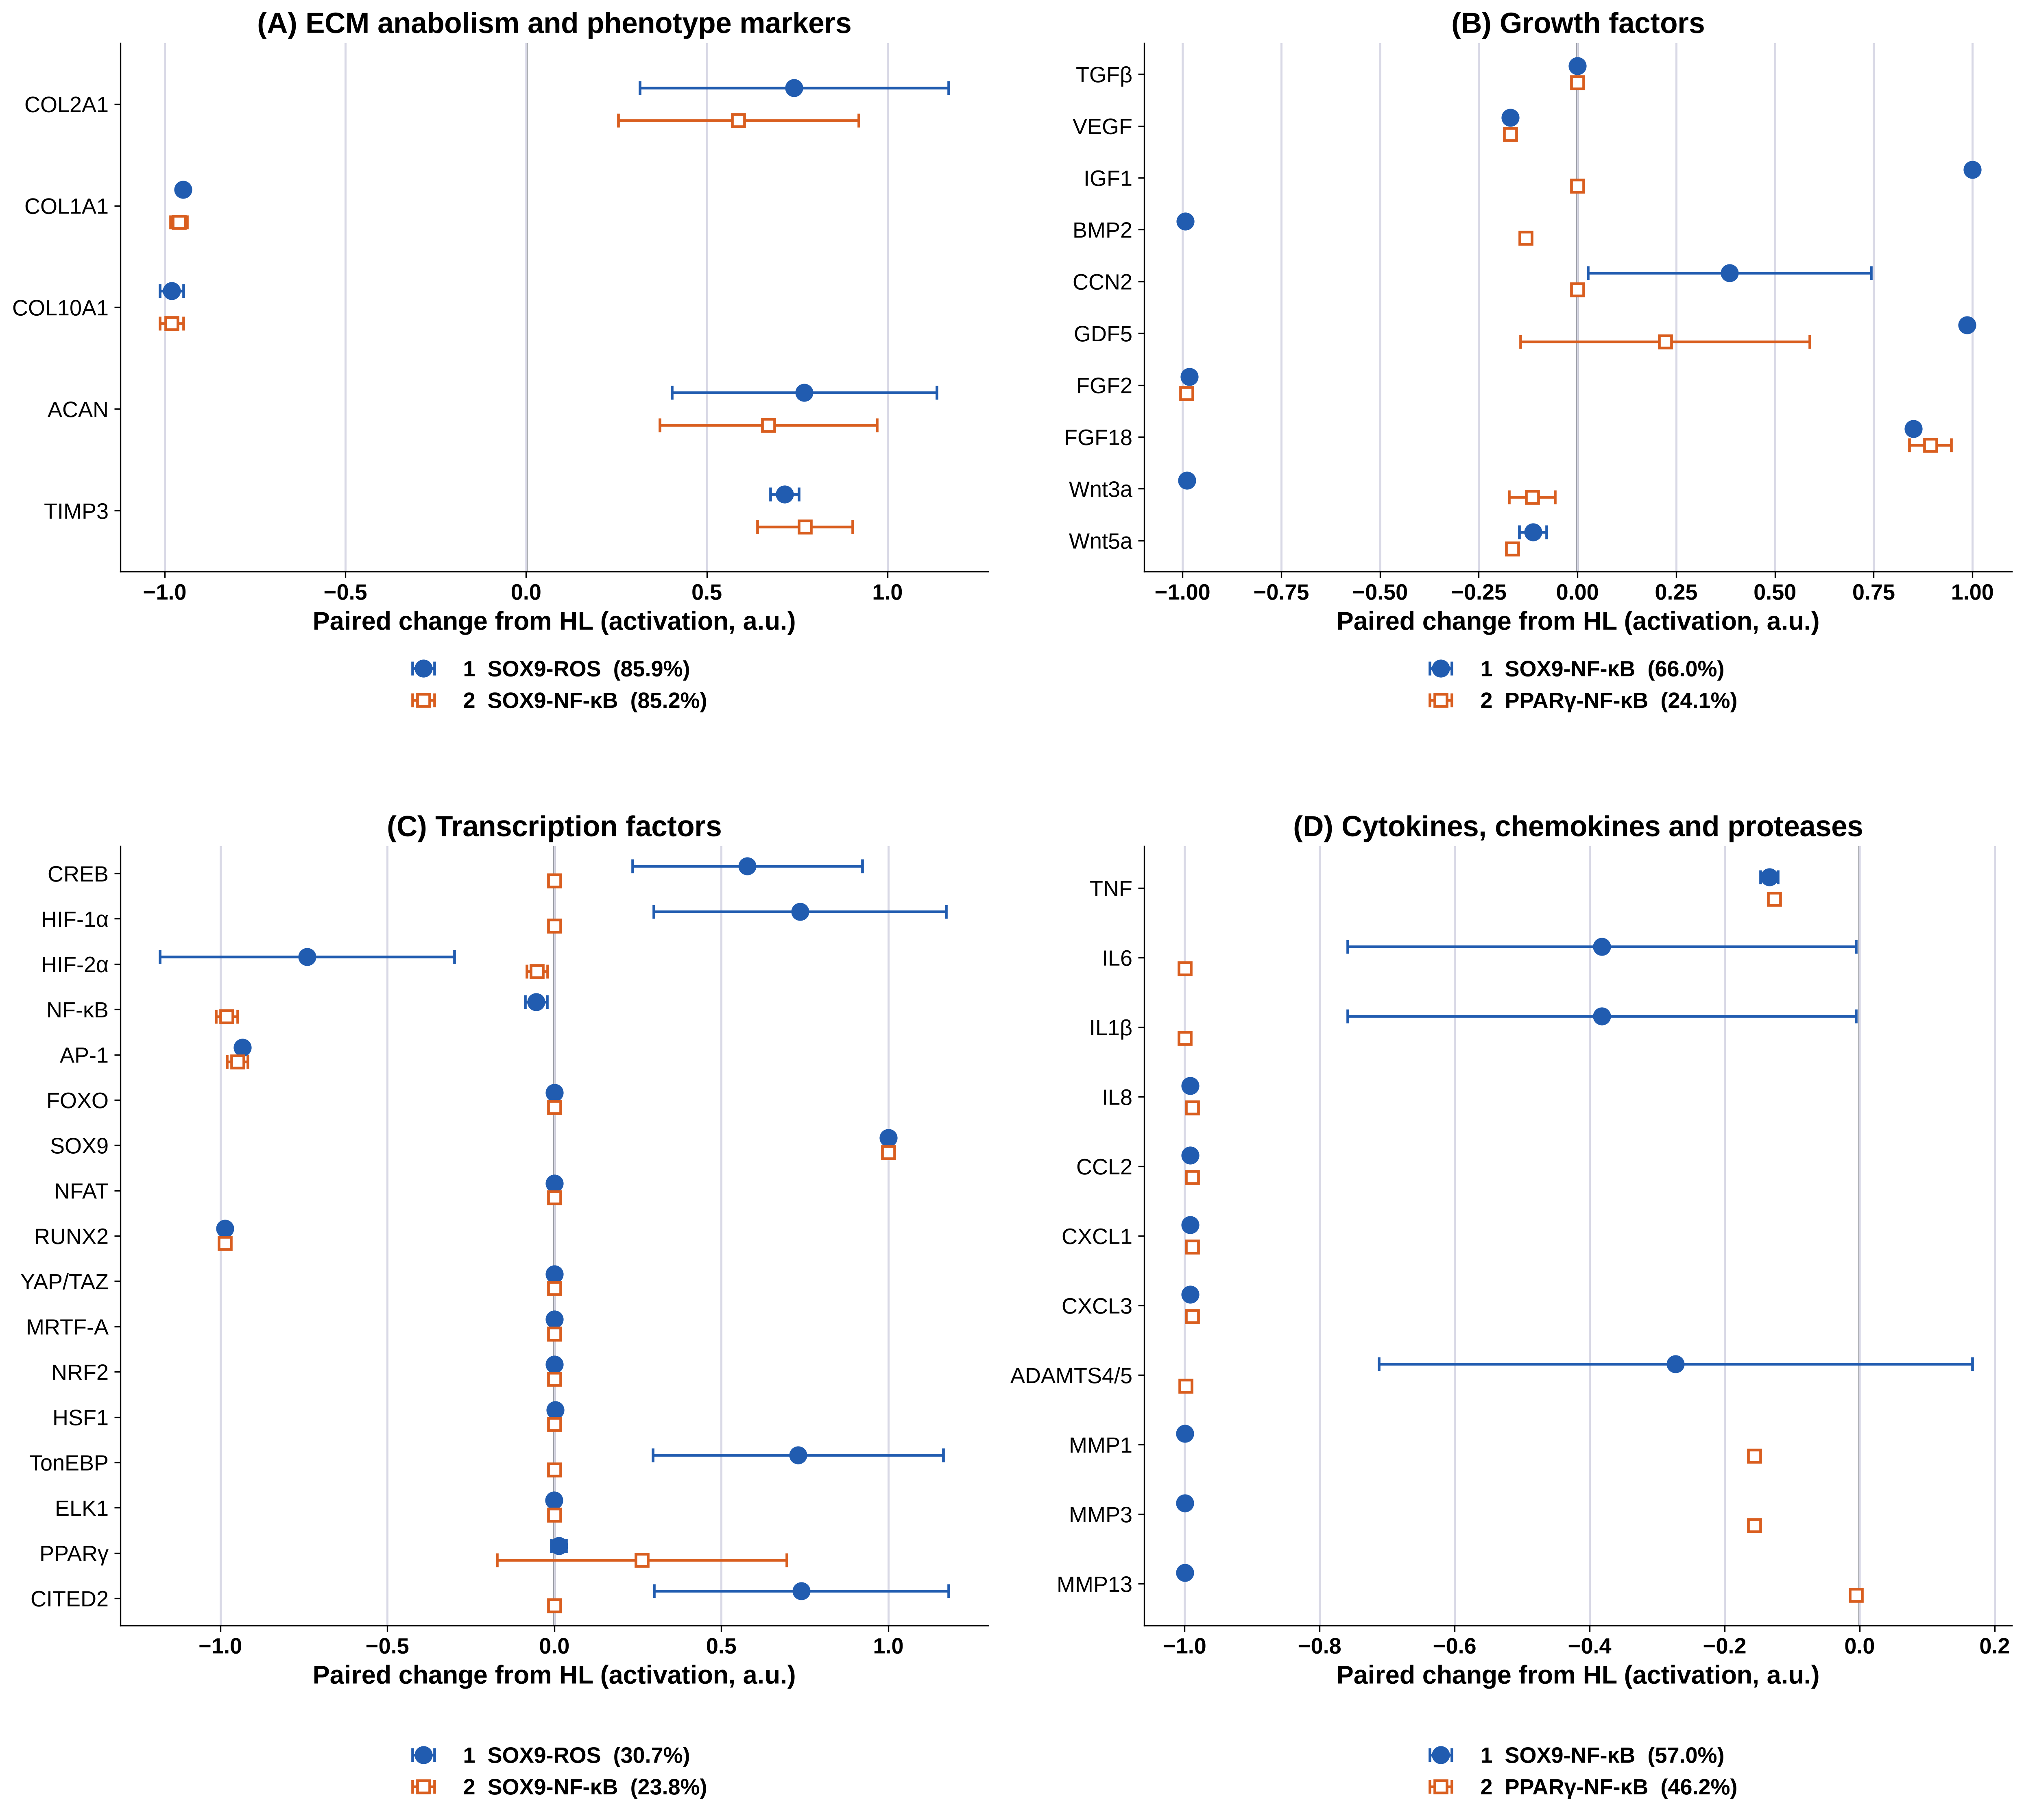 (A) ECM anabolism and phenotype markers
COL2A1
COL1A1
COL10A1
ACAN
TIMP3
−1.0 −0.5 0.0 0.5 1.0
Paired change from HL (activation, a.u.)
1 SOX9-ROS (85.9%)
2 SOX9-NF-κB (85.2%)
(B) Growth factors
TGFβ
VEGF
IGF1
BMP2
CCN2
GDF5
FGF2
FGF18
Wnt3a
Wnt5a
−1.00 −0.75 −0.50 −0.25 0.00 0.25 0.50 0.75 1.00
Paired change from HL (activation, a.u.)
1 SOX9-NF-κB (66.0%)
2 PPARγ-NF-κB (24.1%)
(C) Transcription factors
CREB
HIF-1α
HIF-2α
NF-κB
AP-1
FOXO
SOX9
NFAT
RUNX2
YAP/TAZ
MRTF-A
NRF2
HSF1
TonEBP
ELK1
PPARγ
CITED2
−1.0 −0.5 0.0 0.5 1.0
Paired change from HL (activation, a.u.)
1 SOX9-ROS (30.7%)
2 SOX9-NF-κB (23.8%)
(D) Cytokines, chemokines and proteases
TNF
IL6
IL1β
IL8
CCL2
CXCL1
CXCL3
ADAMTS4/5
MMP1
MMP3
MMP13
−1.0 −0.8 −0.6 −0.4 −0.2 0.0 0.2
Paired change from HL (activation, a.u.)
1 SOX9-NF-κB (57.0%)
2 PPARγ-NF-κB (46.2%)